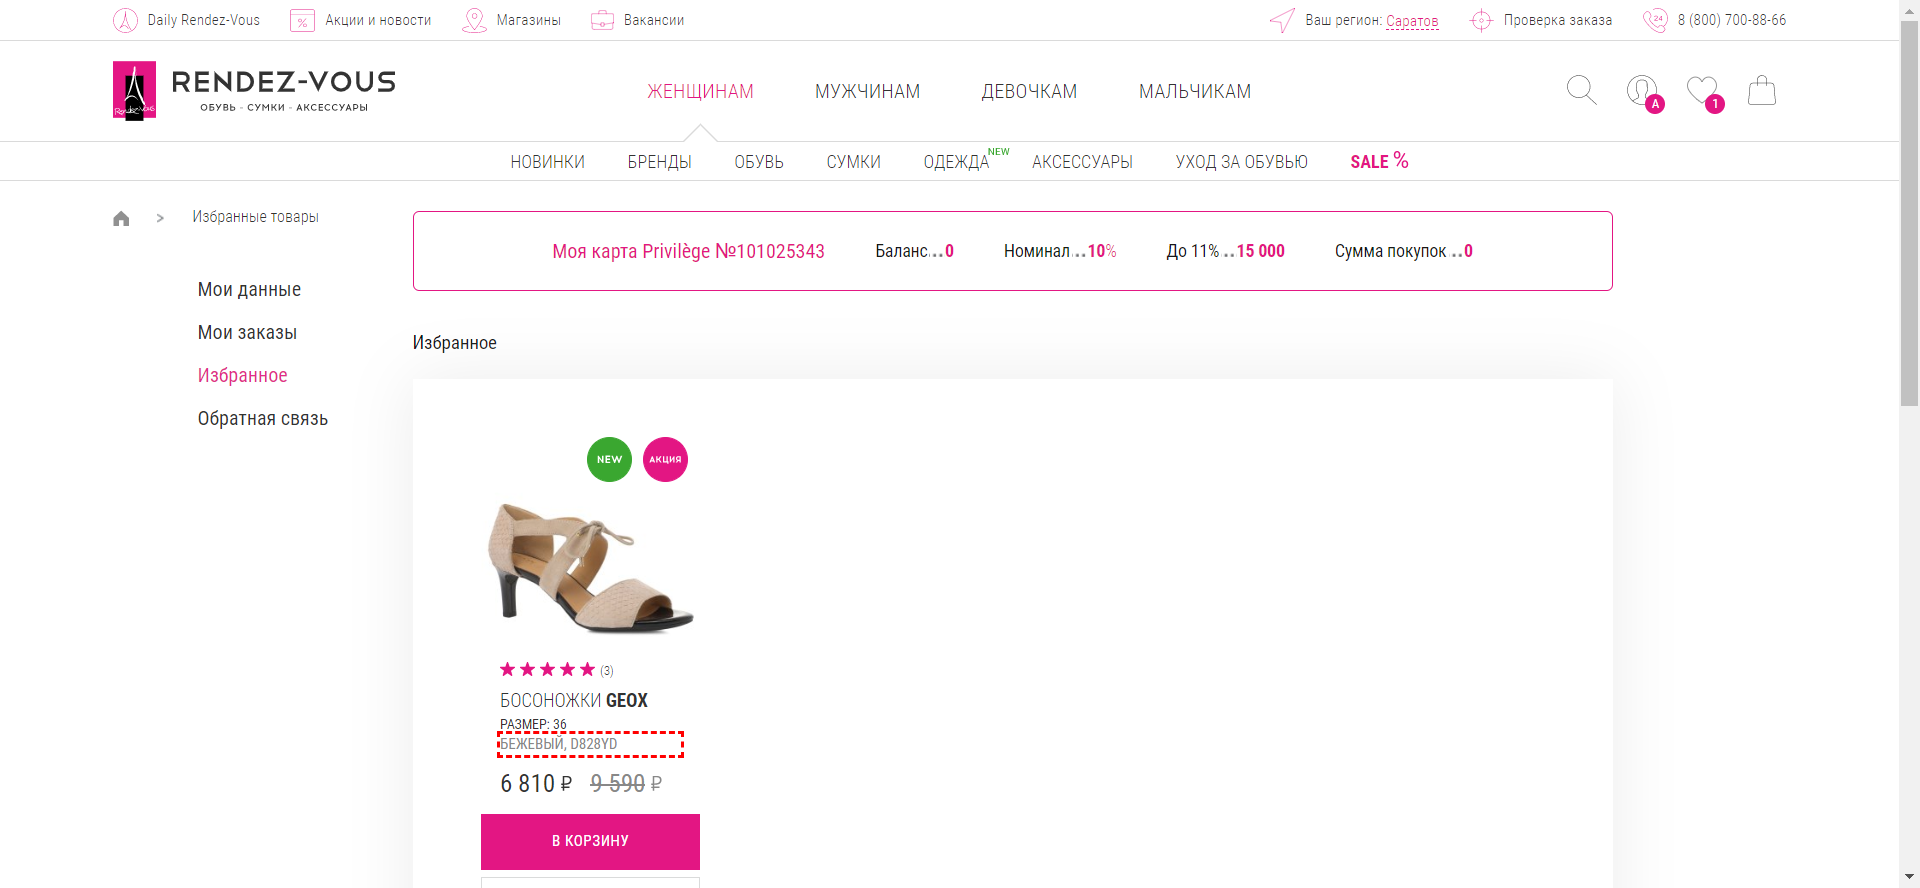 Daily Rendez-Vous Акции и новости Магазины Вакансии Ваш регион: Саратов Проверка заказа 24 8 (800) 700-88-66
Rendez-Vous RENDEZ-VOUS
ОБУВЬ - СУМКИ - АКСЕССУАРЫ
ЖЕНЩИНАМ МУЖЧИНАМ ДЕВОЧКАМ МАЛЬЧИКАМ A 1
НОВИНКИ БРЕНДЫ ОБУВЬ СУМКИ ОДЕЖДА NEW АКСЕССУАРЫ УХОД ЗА ОБУВЬЮ SALE %
> Избранные товары
Моя карта Privilège №101025343 Баланс..0 Номинал..10% До 11%..15 000 Сумма покупок..0
Мои данные
Мои заказы
Избранное
Обратная связь
Избранное
NEW АКЦИЯ
(3)
БОСОНОЖКИ GEOX
РАЗМЕР: 36
БЕЖЕВЫЙ, D828YD
6 810 ₽ 9 590 ₽
В КОРЗИНУ